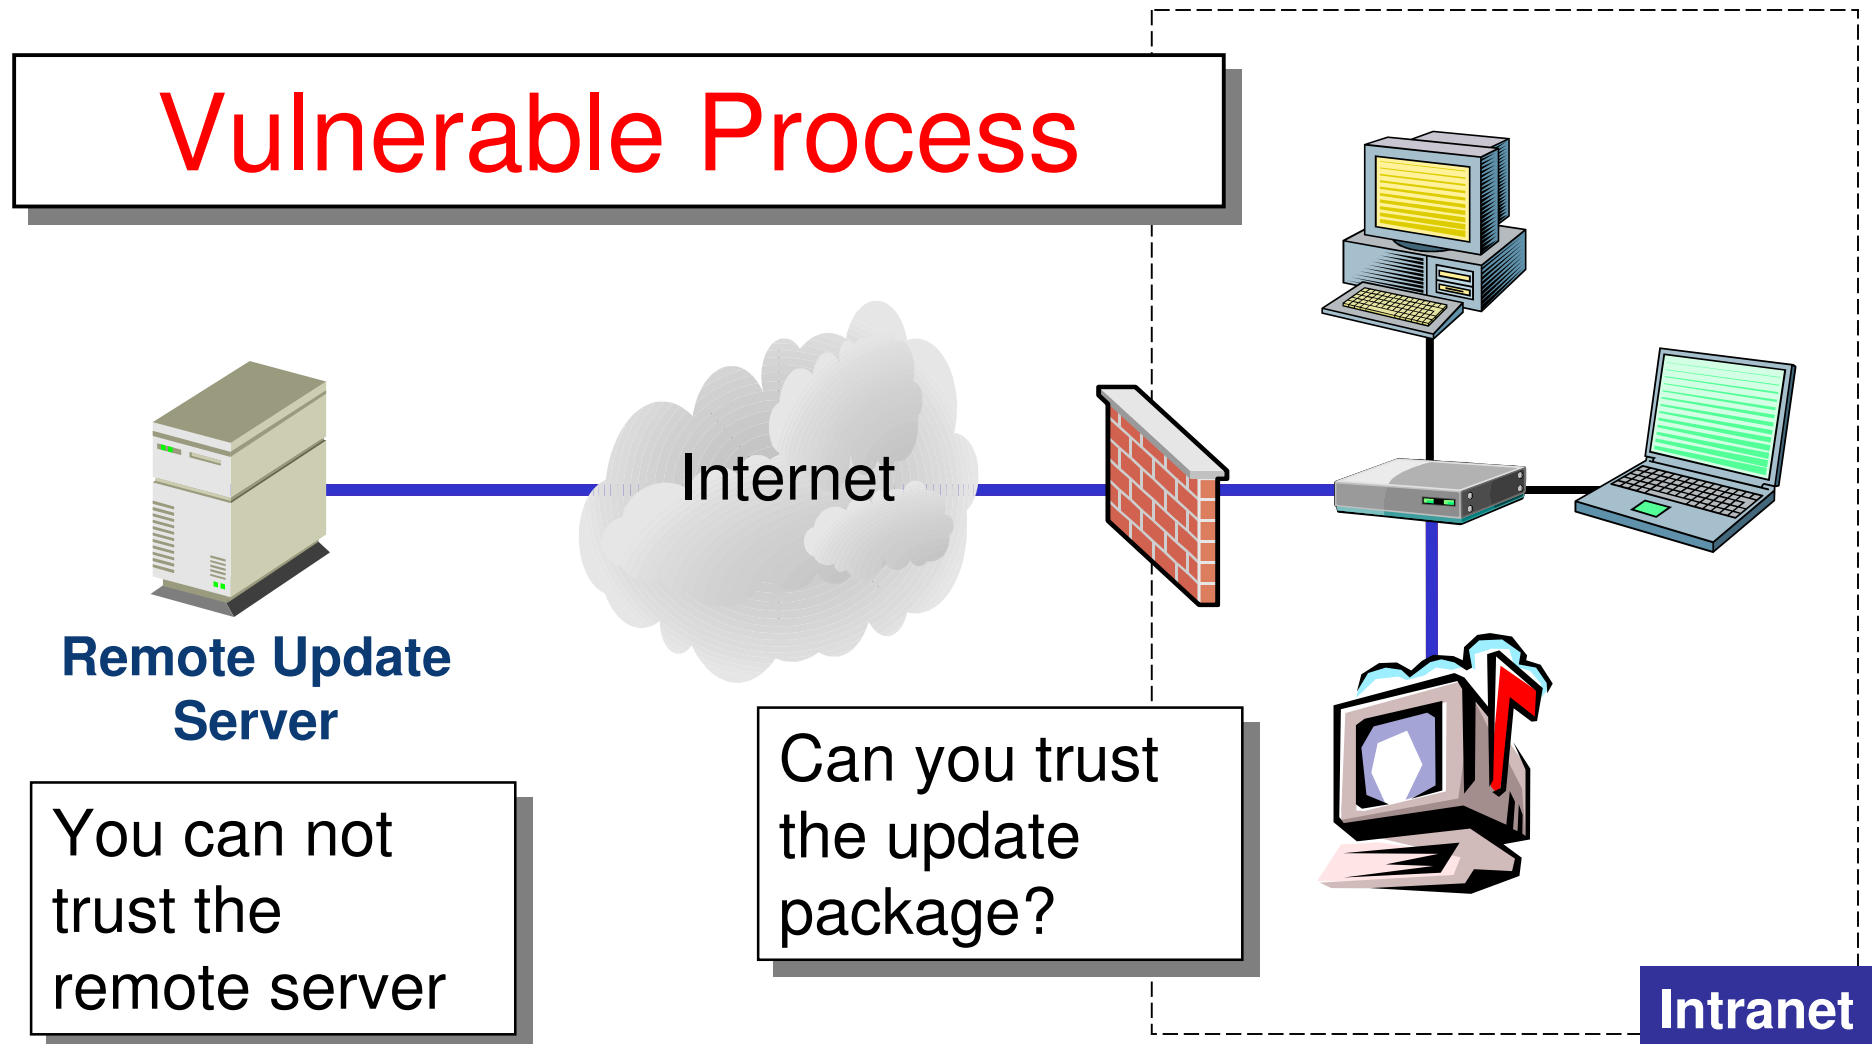 Vulnerable Process
Internet
Remote Update
Server
Can you trust
the update
package?
You can not
trust the
remote server
Intranet